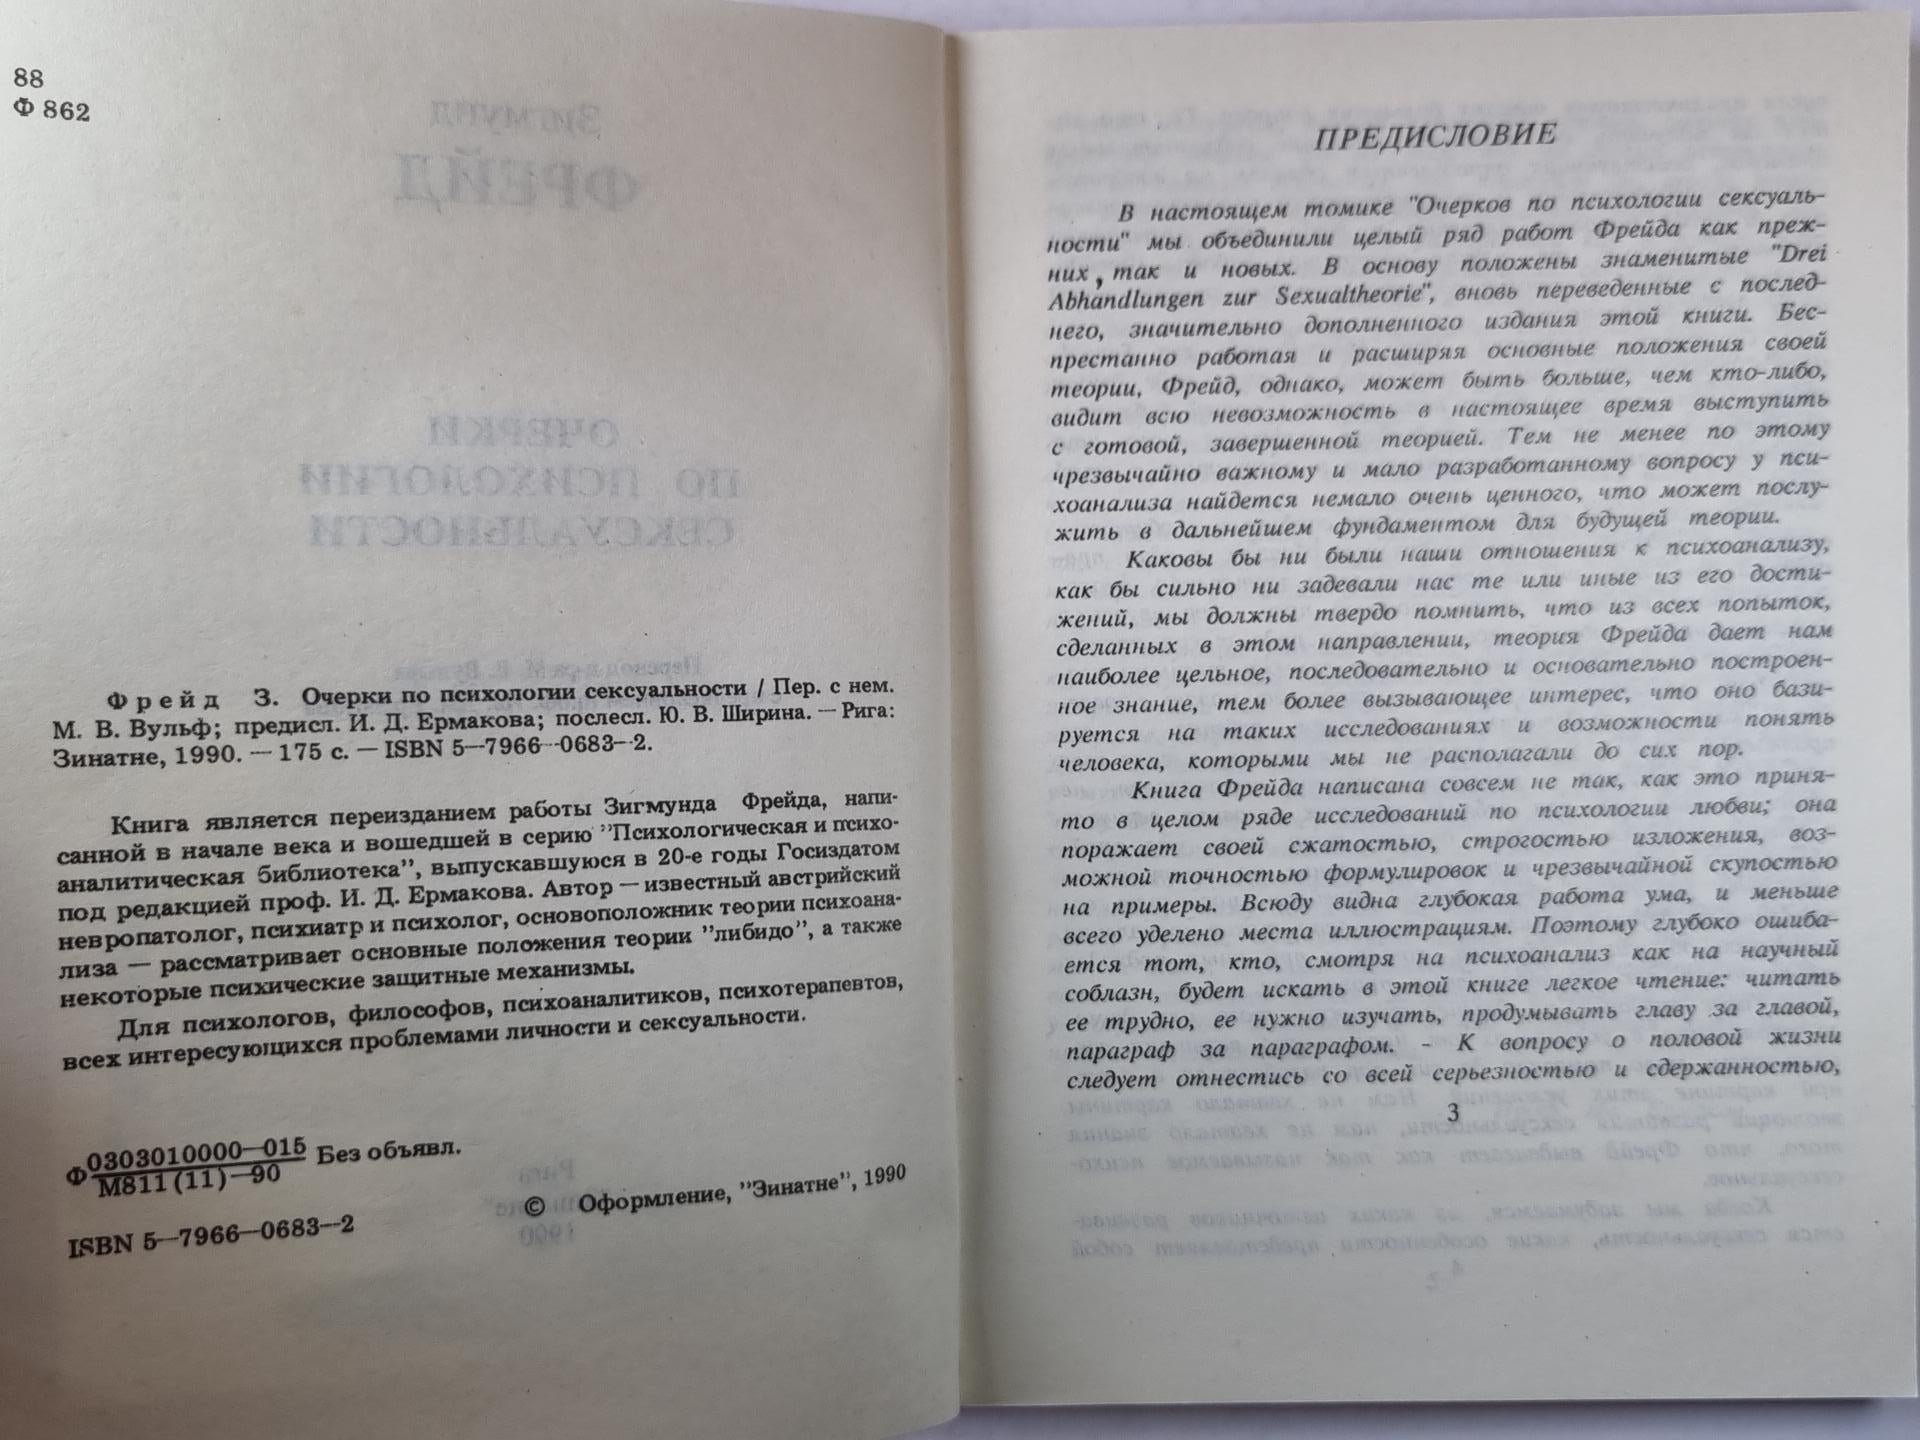 88
Ф 862
Фрейд З. Очерки по психологии сексуальности / Пер. с нем.
М. В. Вульф; предисл. И. Д. Ермакова; послесл. Ю. В. Ширина. — Рига:
Зинатне, 1990. — 175 с. — ISBN 5—7966—0683—2.
Книга является переизданием работы Зигмунда Фрейда, напи-
санной в начале века и вошедшей в серию ”Психологическая и психо-
аналитическая библиотека”, выпускавшуюся в 20-е годы Госиздатом
под редакцией проф. И. Д. Ермакова. Автор — известный австрийский
невропатолог, психиатр и психолог, основоположник теории психоана-
лиза — рассматривает основные положения теории ”либидо”, а также
некоторые психические защитные механизмы.
Для психологов, философов, психоаналитиков, психотерапевтов,
всех интересующихся проблемами личности и сексуальности.
Ф 0303010000—015 Без объявл.
М811(11)—90
ISBN 5—7966—0683—2
© Оформление, ”Зинатне”, 1990
ПРЕДИСЛОВИЕ
В настоящем томике "Очерков по психологии сексуаль-
ности" мы объединили целый ряд работ Фрейда как преж-
них, так и новых. В основу положены знаменитые "Drei
Abhandlungen zur Sexualtheorie", вновь переведенные с послед-
него, значительно дополненного издания этой книги. Бес-
престанно работая и расширяя основные положения своей
теории, Фрейд, однако, может быть больше, чем кто-либо,
видит всю невозможность в настоящее время выступить
с готовой, завершенной теорией. Тем не менее по этому
чрезвычайно важному и мало разработанному вопросу у пси-
хоанализа найдется немало очень ценного, что может послу-
жить в дальнейшем фундаментом для будущей теории.
Каковы бы ни были наши отношения к психоанализу,
как бы сильно ни задевали нас те или иные из его дости-
жений, мы должны твердо помнить, что из всех попыток,
сделанных в этом направлении, теория Фрейда дает нам
наиболее цельное, последовательно и основательно построен-
ное знание, тем более вызывающее интерес, что оно бази-
руется на таких исследованиях и возможности понять
человека, которыми мы не располагали до сих пор.
Книга Фрейда написана совсем не так, как это приня-
то в целом ряде исследований по психологии любви; она
поражает своей сжатостью, строгостью изложения, воз-
можной точностью формулировок и чрезвычайной скупостью
на примеры. Всюду видна глубокая работа ума, и меньше
всего уделено места иллюстрациям. Поэтому глубоко ошиба-
ется тот, кто, смотря на психоанализ как на научный
соблазн, будет искать в этой книге легкое чтение: читать
ее трудно, ее нужно изучать, продумывать главу за главой,
параграф за параграфом. - К вопросу о половой жизни
следует отнестись со всей серьезностью и сдержанностью,
3